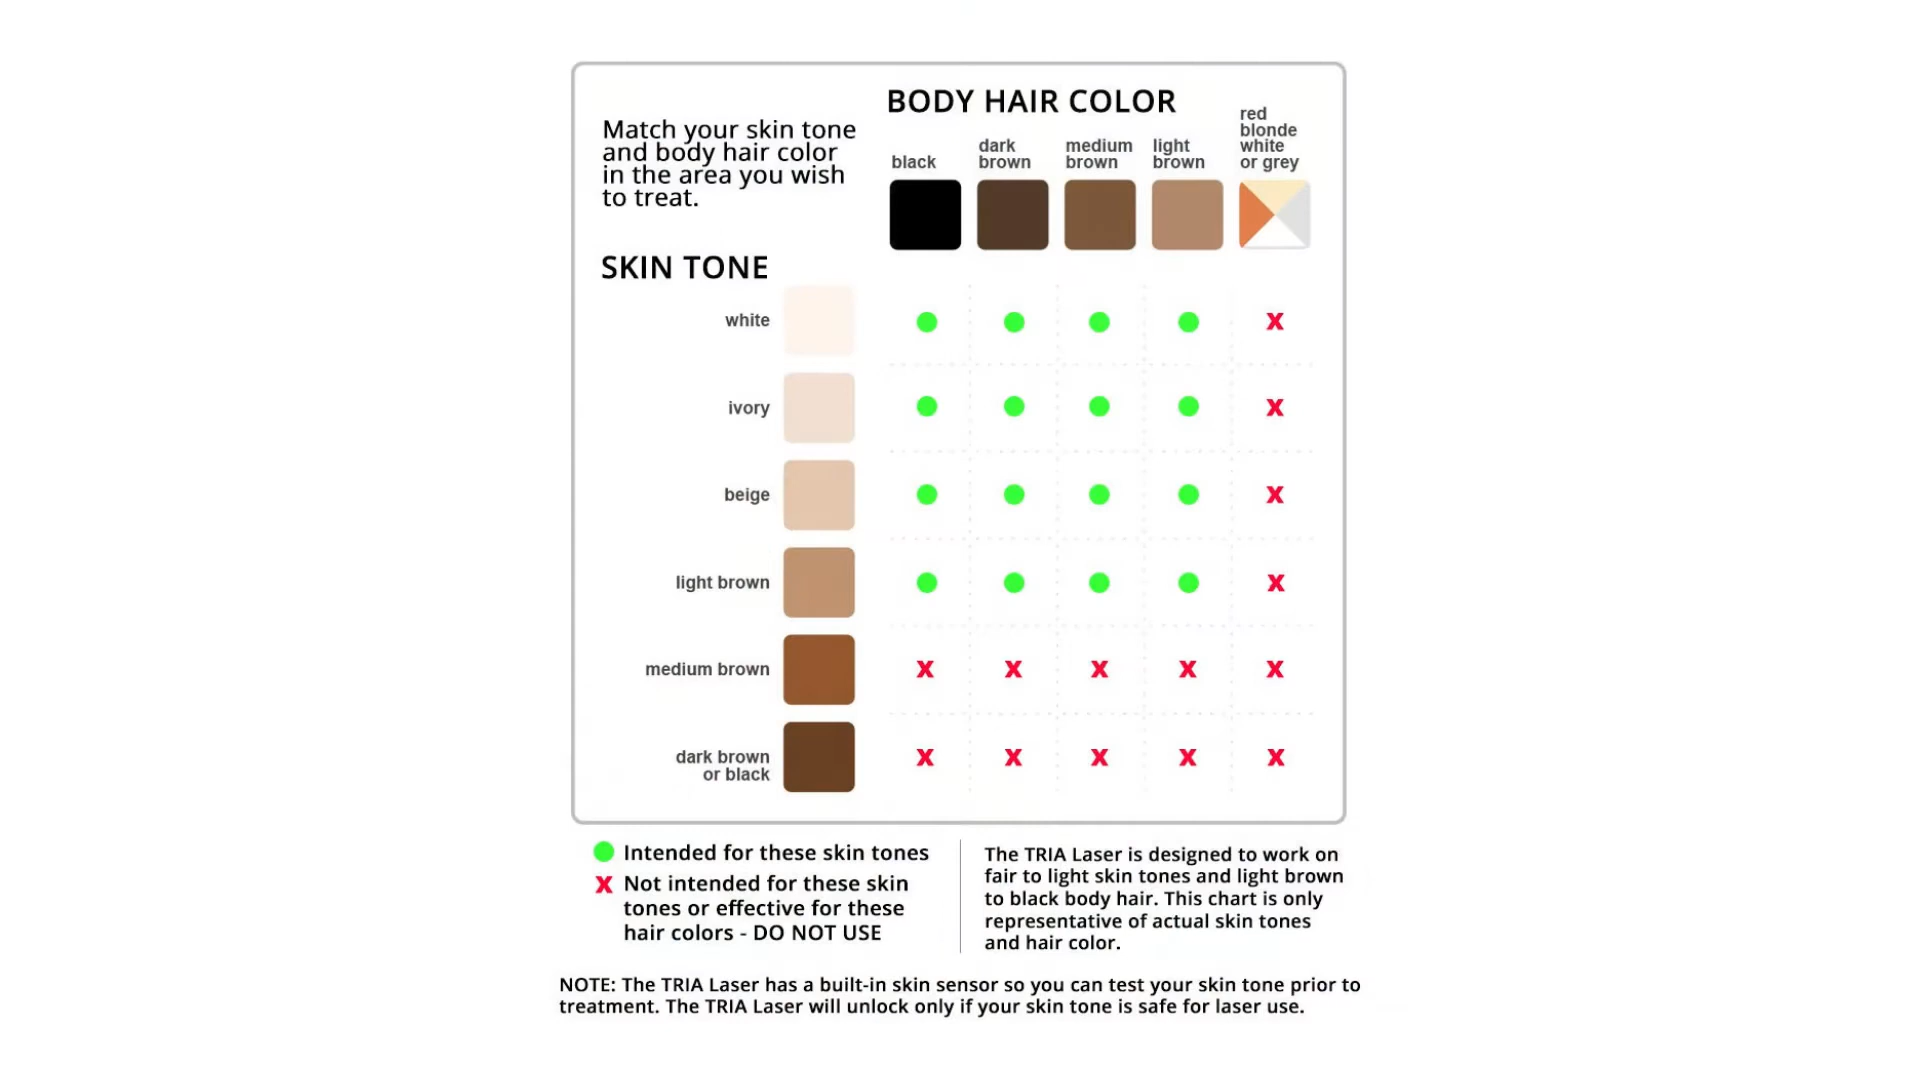 BODY HAIR COLOR
Match your skin tone
and body hair color
in the area you wish
to treat.
black
dark
brown
medium
brown
light
brown
red
blonde
white
or grey
SKIN TONE
white
X
ivory
X
beige
X
light brown
X
medium brown
X X X X X
dark brown
or black
X X X X X
Intended for these skin tones
X Not intended for these skin
tones or effective for these
hair colors - DO NOT USE
The TRIA Laser is designed to work on
fair to light skin tones and light brown
to black body hair. This chart is only
representative of actual skin tones
and hair color.
NOTE: The TRIA Laser has a built-in skin sensor so you can test your skin tone prior to
treatment. The TRIA Laser will unlock only if your skin tone is safe for laser use.